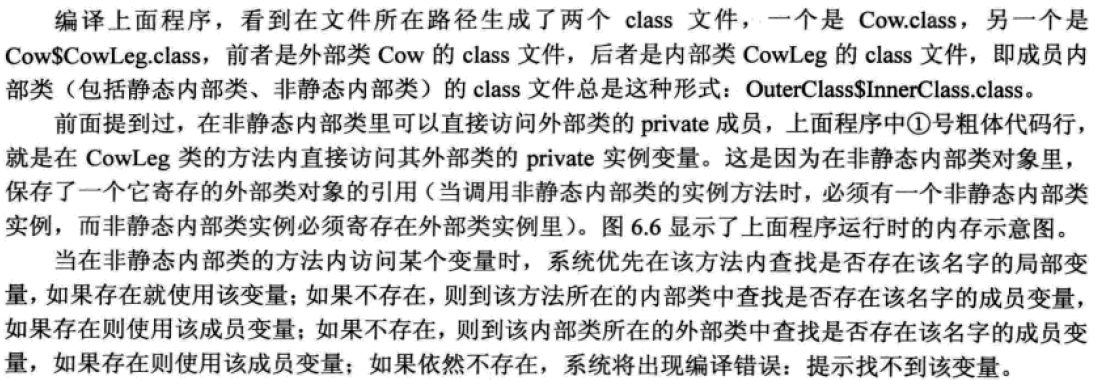 编译上面程序，看到在文件所在路径生成了两个 class 文件，一个是 Cow.class，另一个是
Cow$CowLeg.class，前者是外部类 Cow 的 class 文件，后者是内部类 CowLeg 的 class 文件，即成员内
部类（包括静态内部类、非静态内部类）的 class 文件总是这种形式：OuterClass$InnerClass.class。
前面提到过，在非静态内部类里可以直接访问外部类的 private 成员，上面程序中①号粗体代码行，
就是在 CowLeg 类的方法内直接访问其外部类的 private 实例变量。这是因为在非静态内部类对象里，
保存了一个它寄存的外部类对象的引用（当调用非静态内部类的实例方法时，必须有一个非静态内部类
实例，而非静态内部类实例必须寄存在外部类实例里）。图 6.6 显示了上面程序运行时的内存示意图。
当在非静态内部类的方法内访问某个变量时，系统优先在该方法内查找是否存在该名字的局部变
量，如果存在就使用该变量；如果不存在，则到该方法所在的内部类中查找是否存在该名字的成员变量，
如果存在则使用该成员变量；如果不存在，则到该内部类所在的外部类中查找是否存在该名字的成员变
量，如果存在则使用该成员变量；如果依然不存在，系统将出现编译错误：提示找不到该变量。